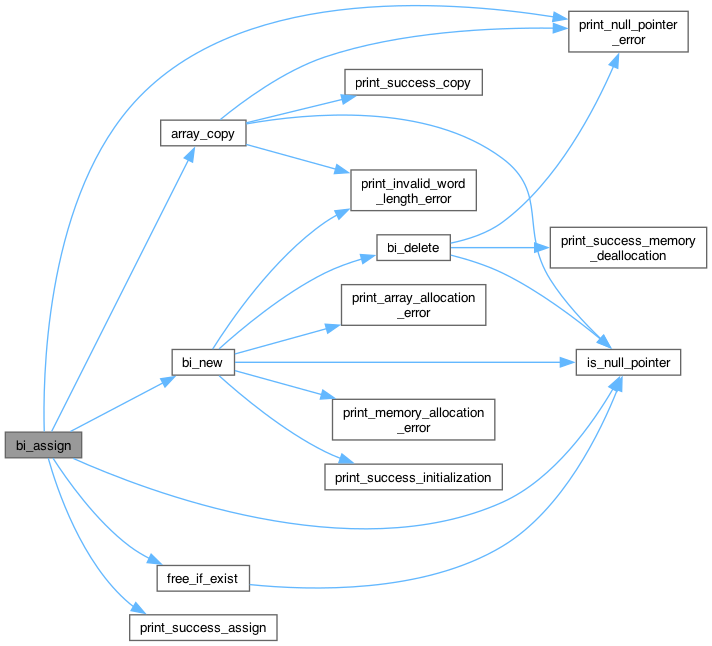 print_null_pointer
_error
print_success_copy
array_copy
print_invalid_word
_length_error
bi_delete
print_success_memory
_deallocation
print_array_allocation
_error
bi_new
is_null_pointer
print_memory_allocation
_error
bi_assign
print_success_initialization
free_if_exist
print_success_assign